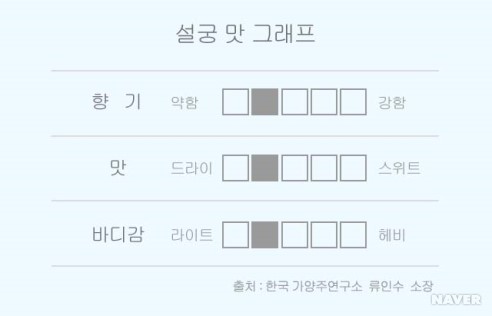 설궁 맛 그래프
향 기 약함 강함
맛 드라이 스위트
바디감 라이트 헤비
출처 : 한국 가양주연구소 류인수 소장
NAVER